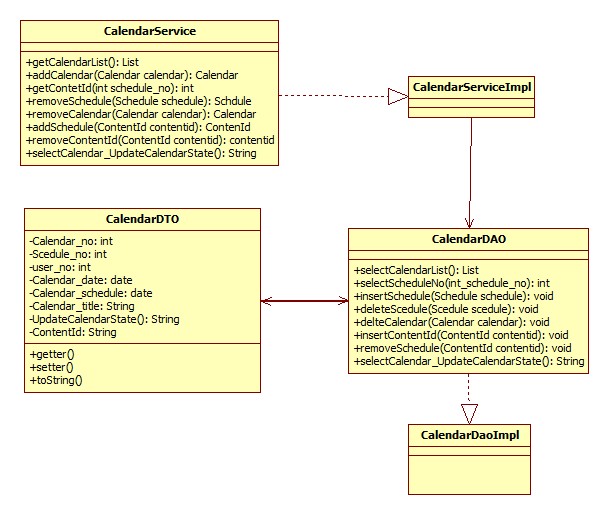 CalendarService
+getCalendarList(): List
+addCalendar(Calendar calendar): Calendar
+getContetId(int schedule_no): int
+removeSchedule(Schedule schedule): Schdule
+removeCalendar(Calendar calendar): Calendar
+addSchedule(ContentId contentid): ContenId
+removeContentId(ContentId contentid): contentid
+selectCalendar_UpdateCalendarState(): String
CalendarServiceImpl
CalendarDTO
-Calendar_no: int
-Scedule_no: int
-user_no: int
-Calendar_date: date
-Calendar_schedule: date
-Calendar_title: String
-UpdateCalendarState(): String
-ContentId: String
+getter()
+setter()
+toString()
CalendarDAO
+selectCalendarList(): List
+selectScheduleNo(int_schedule_no): int
+insertSchedule(Schedule schedule): void
+deleteScedule(Scedule scedule): void
+delteCalendar(Calendar calendar): void
+insertContentId(ContentId contentid): void
+removeSchedule(ContentId contentid): void
+selectCalendar_UpdateCalendarState(): String
CalendarDaoImpl